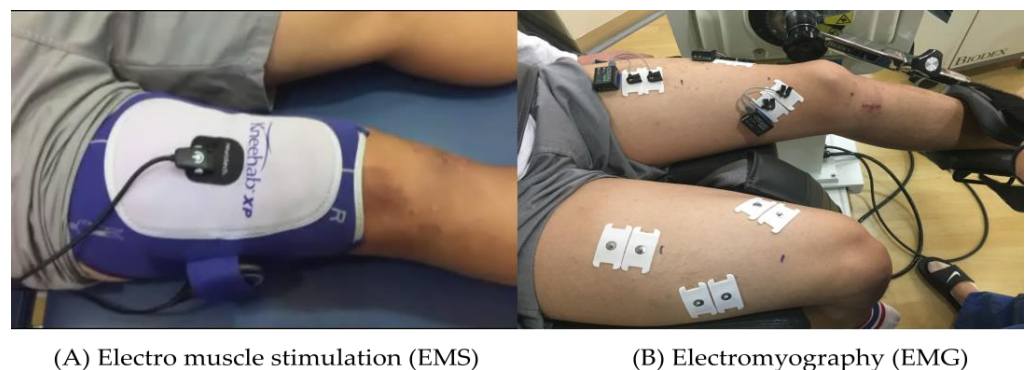 Kneehab XP
R
BIODEX
(A) Electro muscle stimulation (EMS)
(B) Electromyography (EMG)